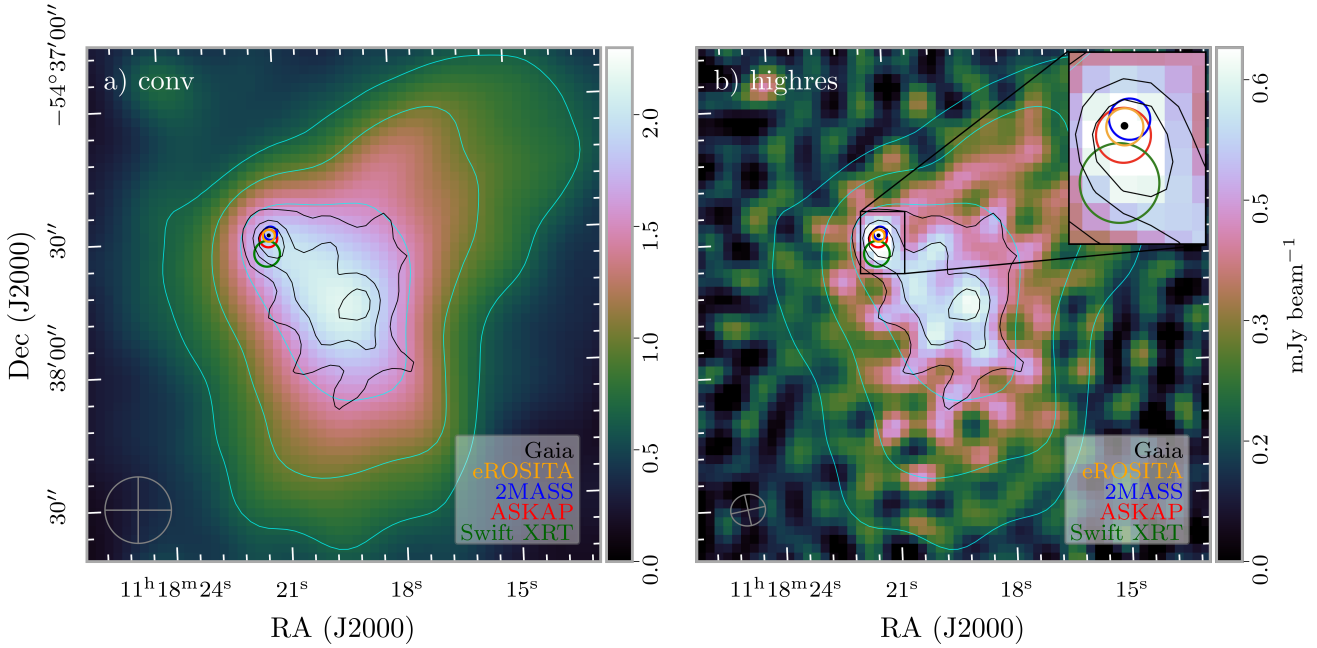 a) conv
−54°37′00″
30″
38′00″
30″
Dec (J2000)
11ʰ18ᵐ24ˢ
21ˢ
18ˢ
15ˢ
RA (J2000)
Gaia
eROSITA
2MASS
ASKAP
Swift XRT
2.0
1.5
1.0
0.5
0.0
b) highres
11ʰ18ᵐ24ˢ
21ˢ
18ˢ
15ˢ
RA (J2000)
Gaia
eROSITA
2MASS
ASKAP
Swift XRT
0.6
0.5
0.3
0.2
0.0
mJy beam⁻¹